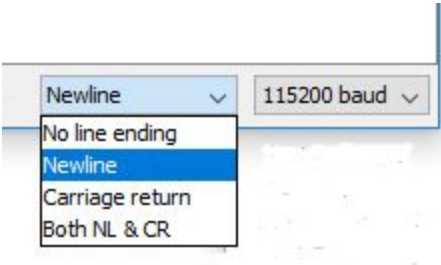 Newline 115200 baud
No line ending
Newline
Carriage return
Both NL & CR